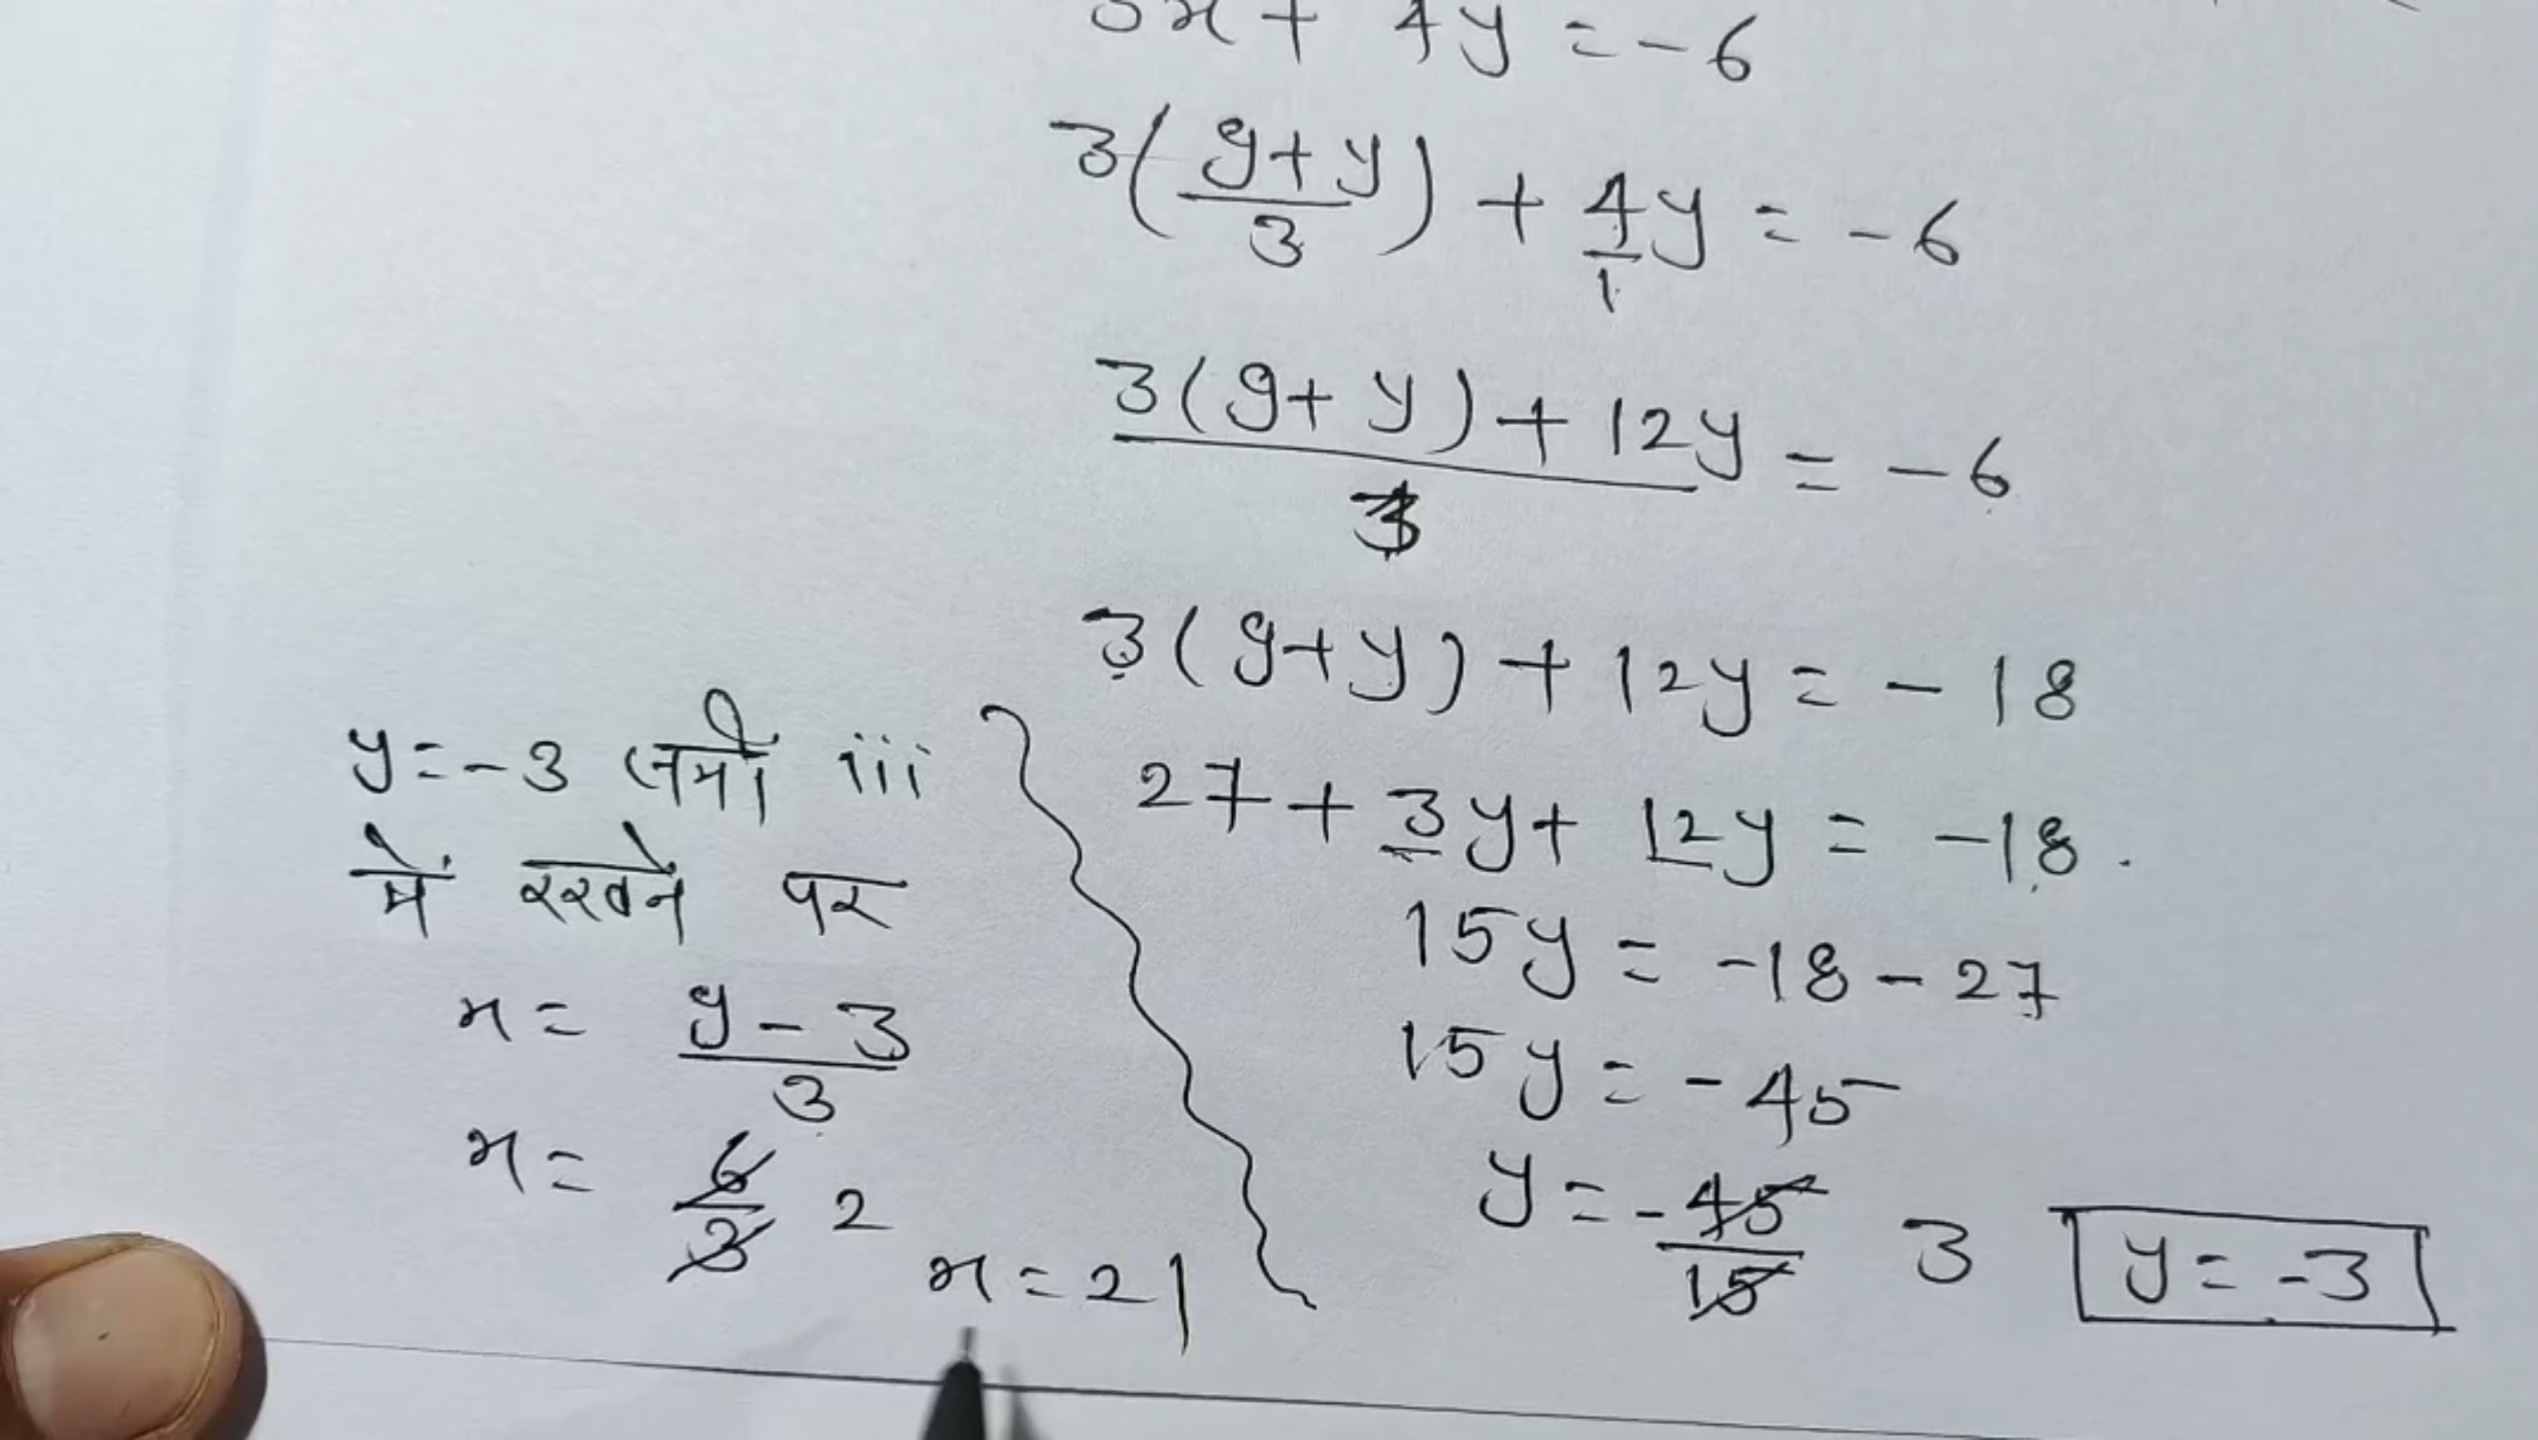 3x + 4y = -6
3(9+y/3) + 4/1 y = -6
3(9+y)+12y/3 = -6
3(9+y)+12y = -18
27+3y+12y = -18
15y = -18-27
15y = -45
y = -45/15 3
y = -3
y = -3 समी iii
में रखने पर
x = 9-3/3
x = 6/3 2
x = 2|